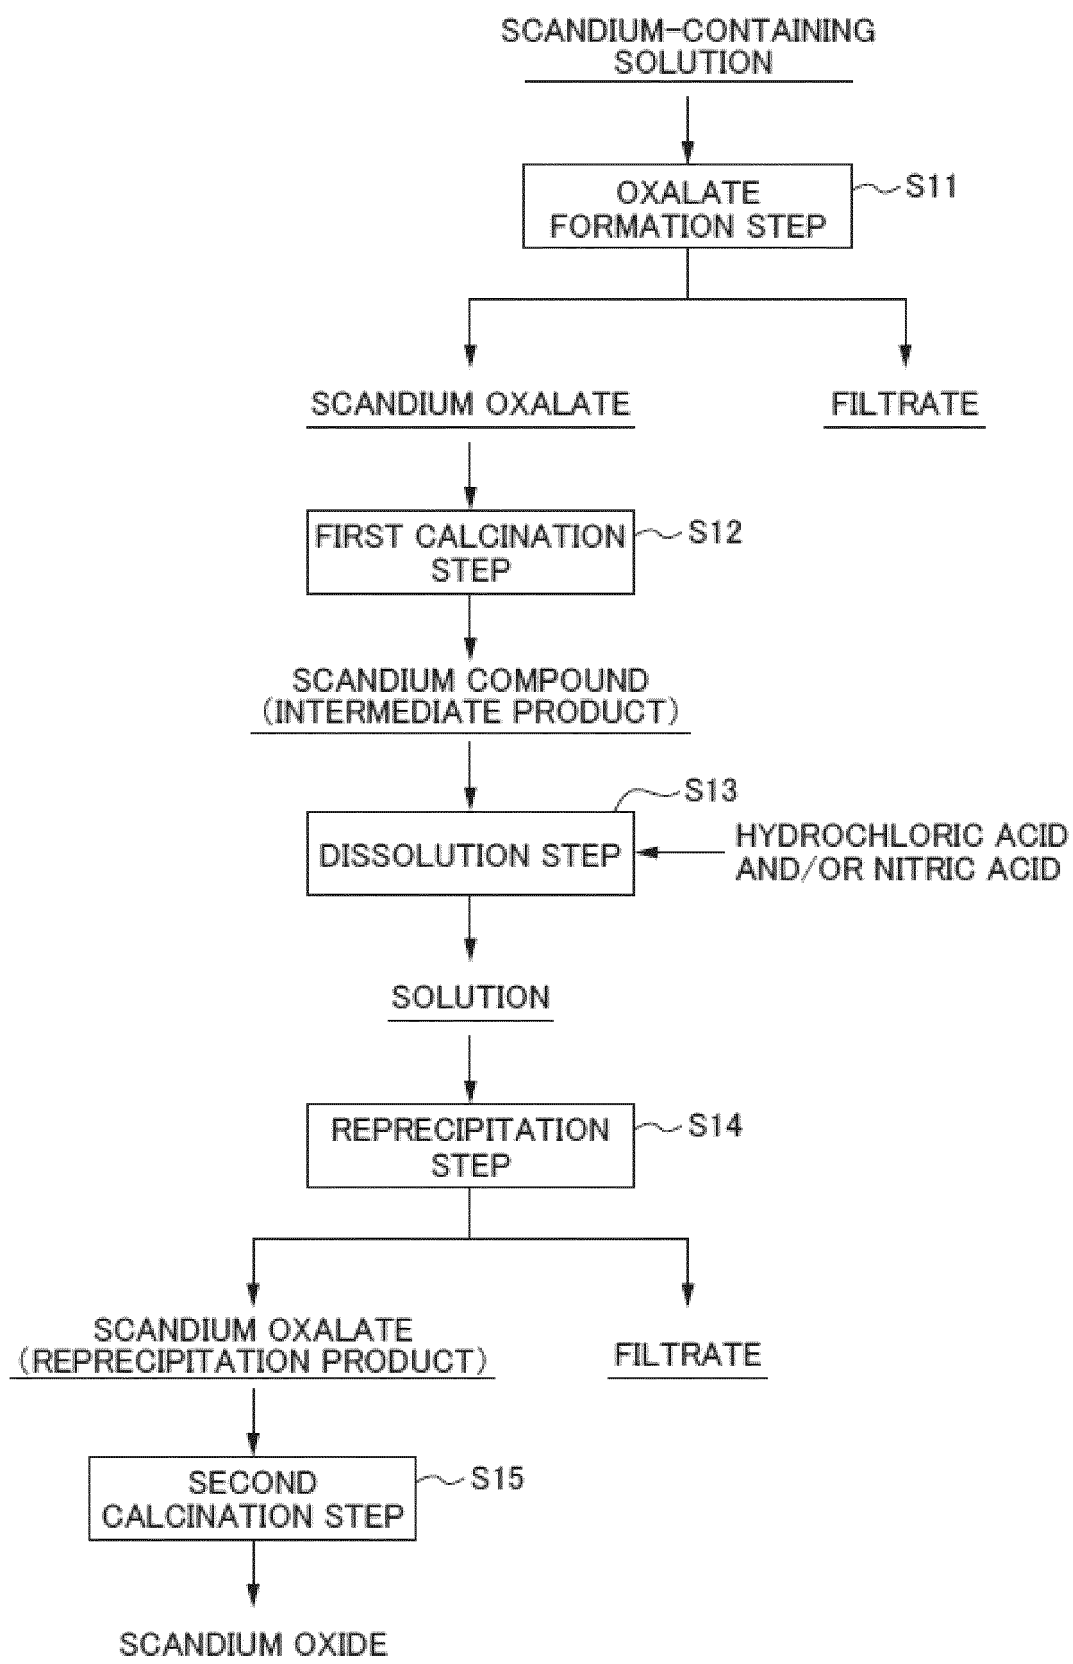 SCANDIUM-CONTAINING
SOLUTION
OXALATE
FORMATION STEP
S11
SCANDIUM OXALATE
FILTRATE
FIRST CALCINATION
STEP
S12
SCANDIUM COMPOUND
(INTERMEDIATE PRODUCT)
S13
DISSOLUTION STEP
HYDROCHLORIC ACID
AND/OR NITRIC ACID
SOLUTION
REPRECIPITATION
STEP
S14
SCANDIUM OXALATE
(REPRECIPITATION PRODUCT)
FILTRATE
SECOND
CALCINATION STEP
S15
SCANDIUM OXIDE